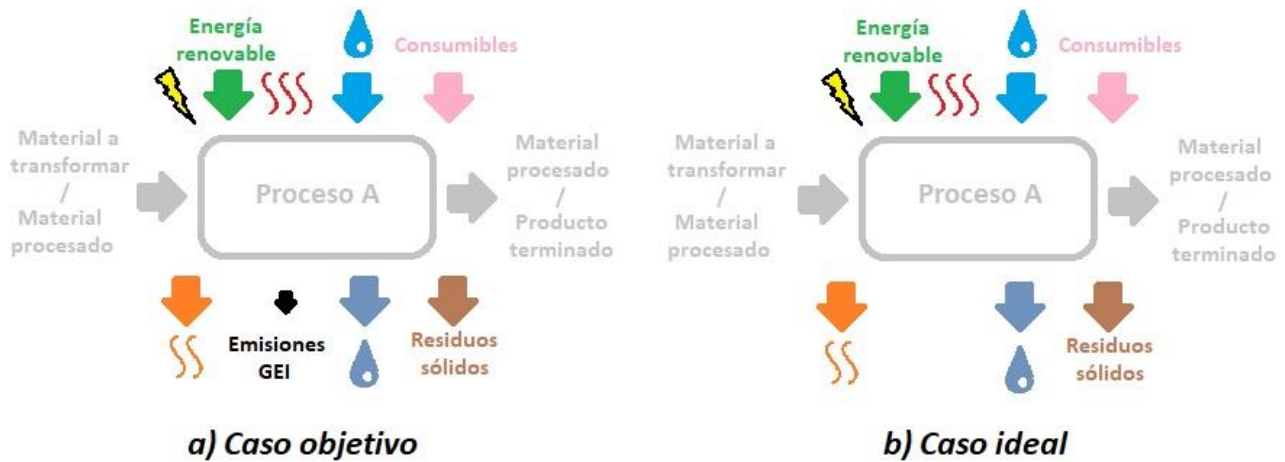 Energía
renovable
Consumibles
Material a
transformar
/
Material
procesado
Proceso A
Material
procesado
/
Producto
terminado
Emisiones
GEI
Residuos
sólidos
a) Caso objetivo
Energía
renovable
Consumibles
Material a
transformar
/
Material
procesado
Proceso A
Material
procesado
/
Producto
terminado
Residuos
sólidos
b) Caso ideal